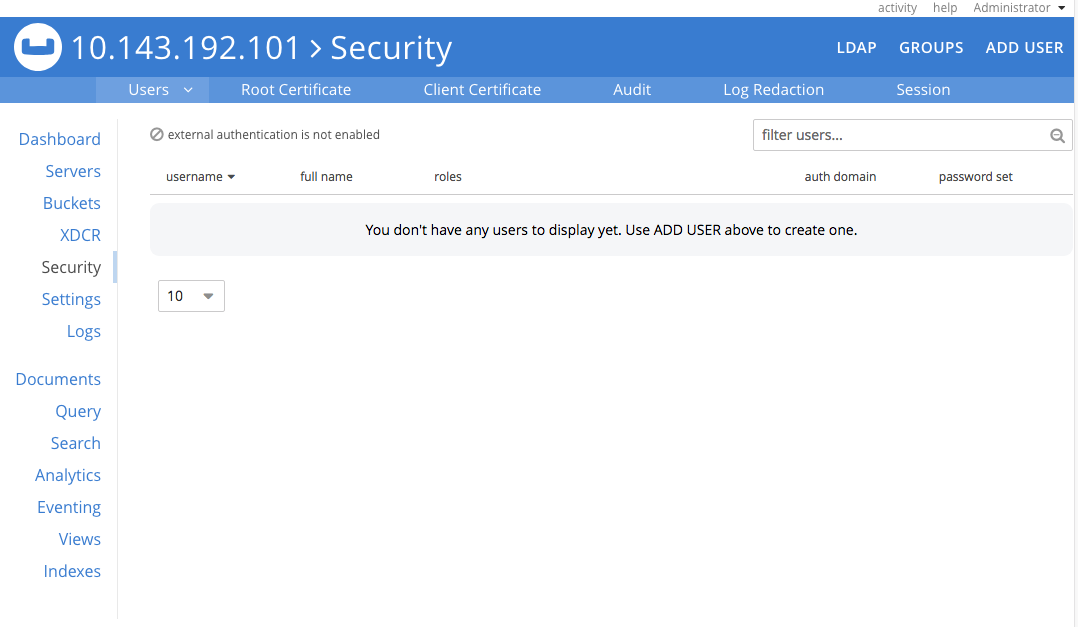 activity help Administrator
10.143.192.101 > Security
LDAP GROUPS ADD USER
Users Root Certificate Client Certificate Audit Log Redaction Session
Dashboard
Servers
Buckets
XDCR
Security
Settings
Logs
Documents
Query
Search
Analytics
Eventing
Views
Indexes
external authentication is not enabled
filter users...
username full name roles auth domain password set
You don't have any users to display yet. Use ADD USER above to create one.
10